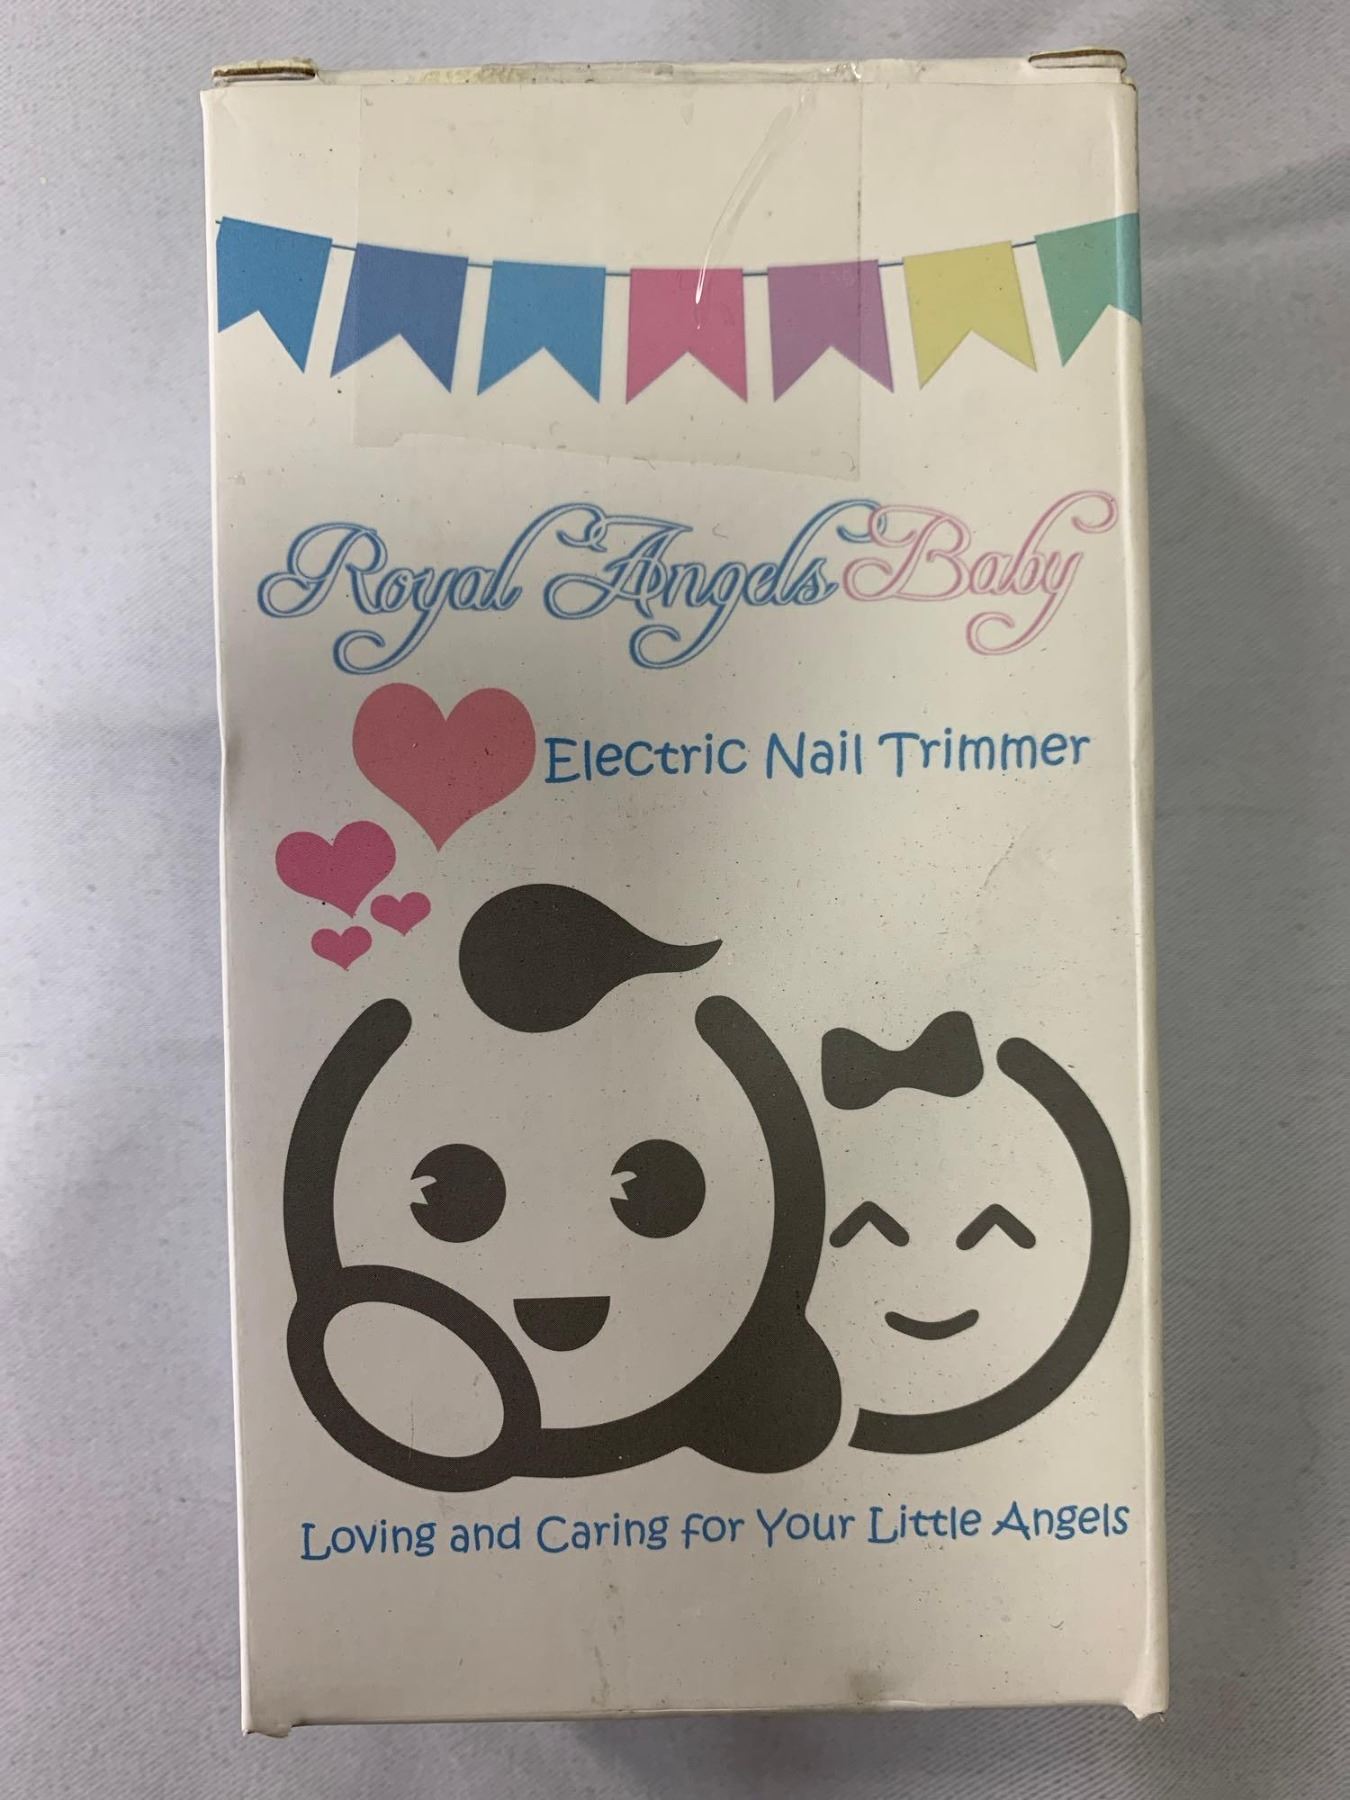 Royal Angels Baby
Electric Nail Trimmer
Loving and Caring for Your Little Angels